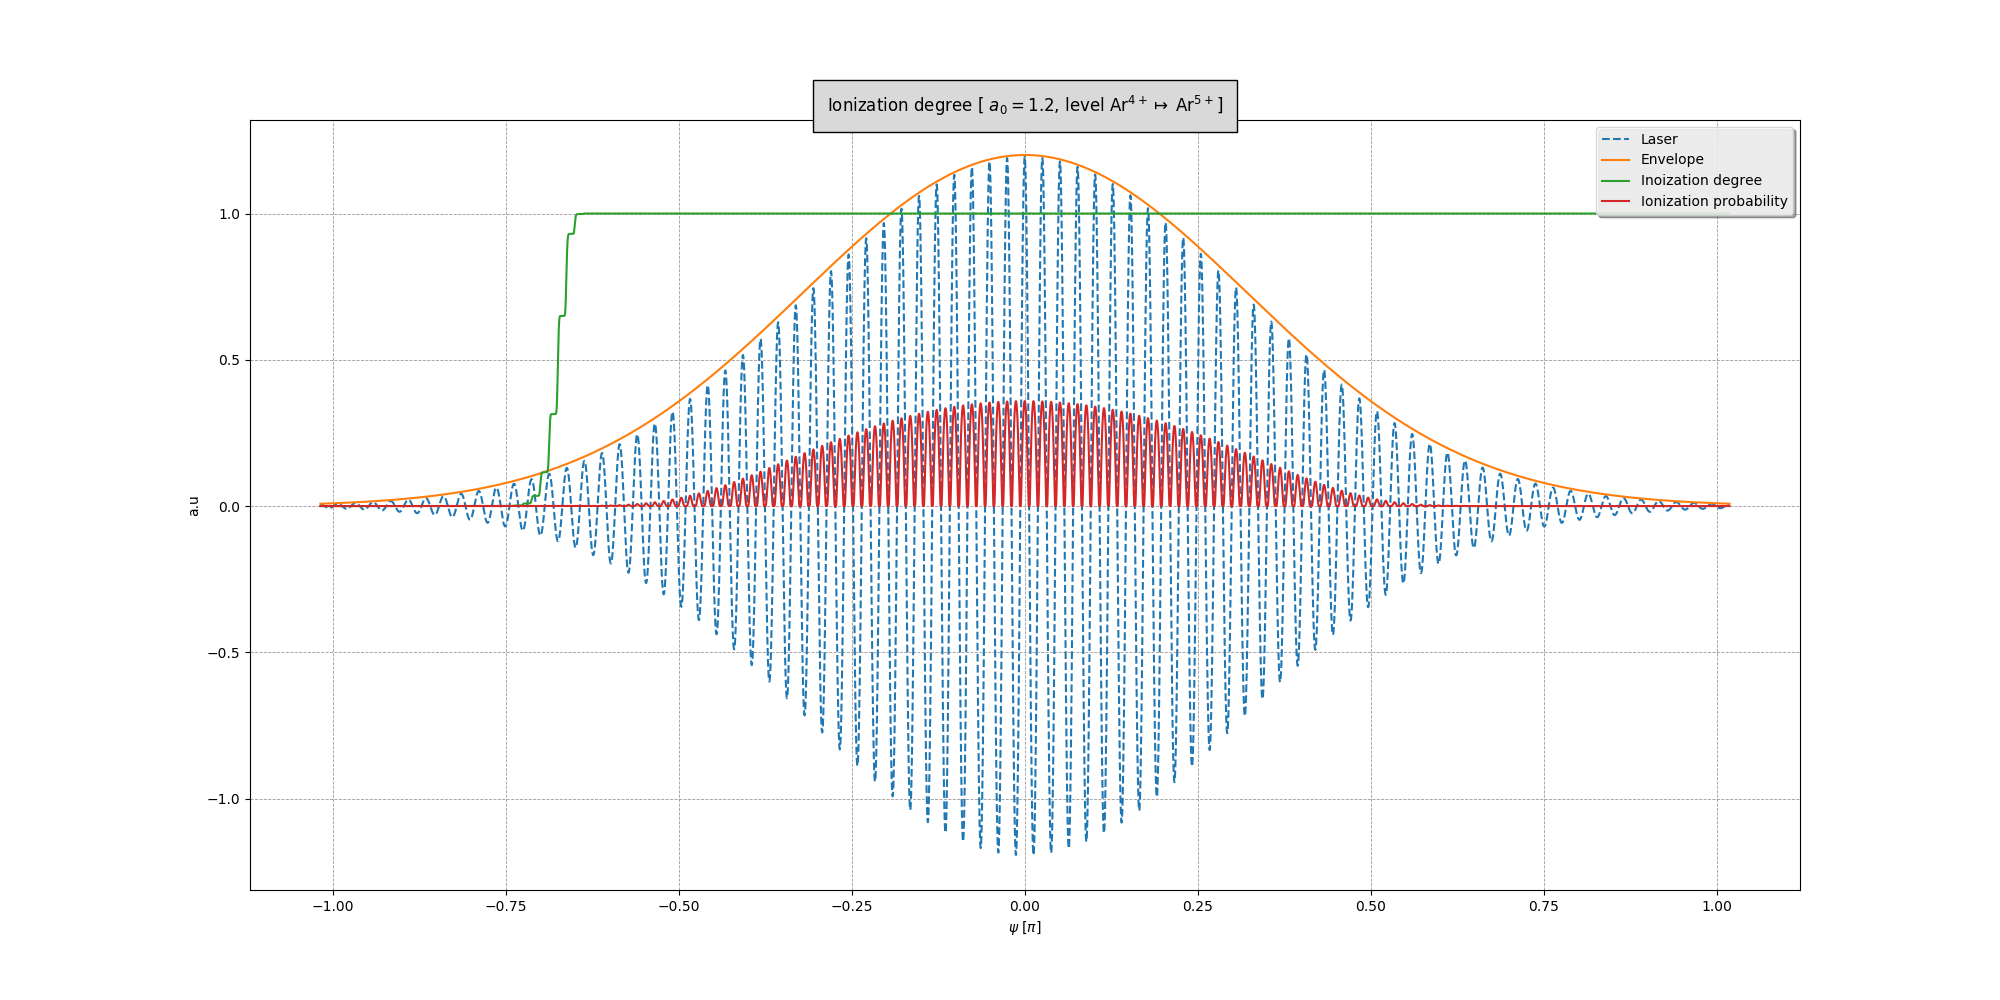 Ionization degree [ a₀ = 1.2, level Ar⁴⁺ ↦ Ar⁵⁺]
Laser
Envelope
Inoization degree
Ionization probability
1.0
0.5
0.0
−0.5
−1.0
a.u
−1.00 −0.75 −0.50 −0.25 0.00 0.25 0.50 0.75 1.00
ψ [π]